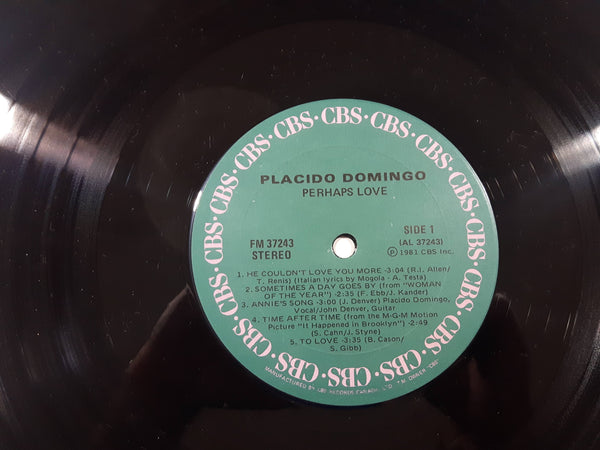 CBS·CBS·CBS·CBS·CBS·CBS·CBS·CBS·CBS·CBS·CBS·CBS·CBS·CBS·CBS·CBS·CBS
PLACIDO DOMINGO
PERHAPS LOVE
FM 37243
STEREO
SIDE 1
(AL 37243)
Ⓟ1981 CBS Inc.
1. HE COULDN'T LOVE YOU MORE -3:04 (R.I. Allen/
T. Renis) (Italian lyrics by Mogola - A. Testa)
2. SOMETIMES A DAY GOES BY (from "WOMAN
OF THE YEAR") -2:35 (F. Ebb/J. Kander)
3. ANNIE'S SONG -3:00 (J. Denver) Placido Domingo,
Vocal/John Denver, Guitar
4. TIME AFTER TIME (from the M-G-M Motion
Picture "It Happened in Brooklyn") -2:49
(S. Cahn/J. Styne)
5. TO LOVE -3:35 (B. Cason/
S. Gibb)
MANUFACTURED BY CBS RECORDS CANADA LTD.